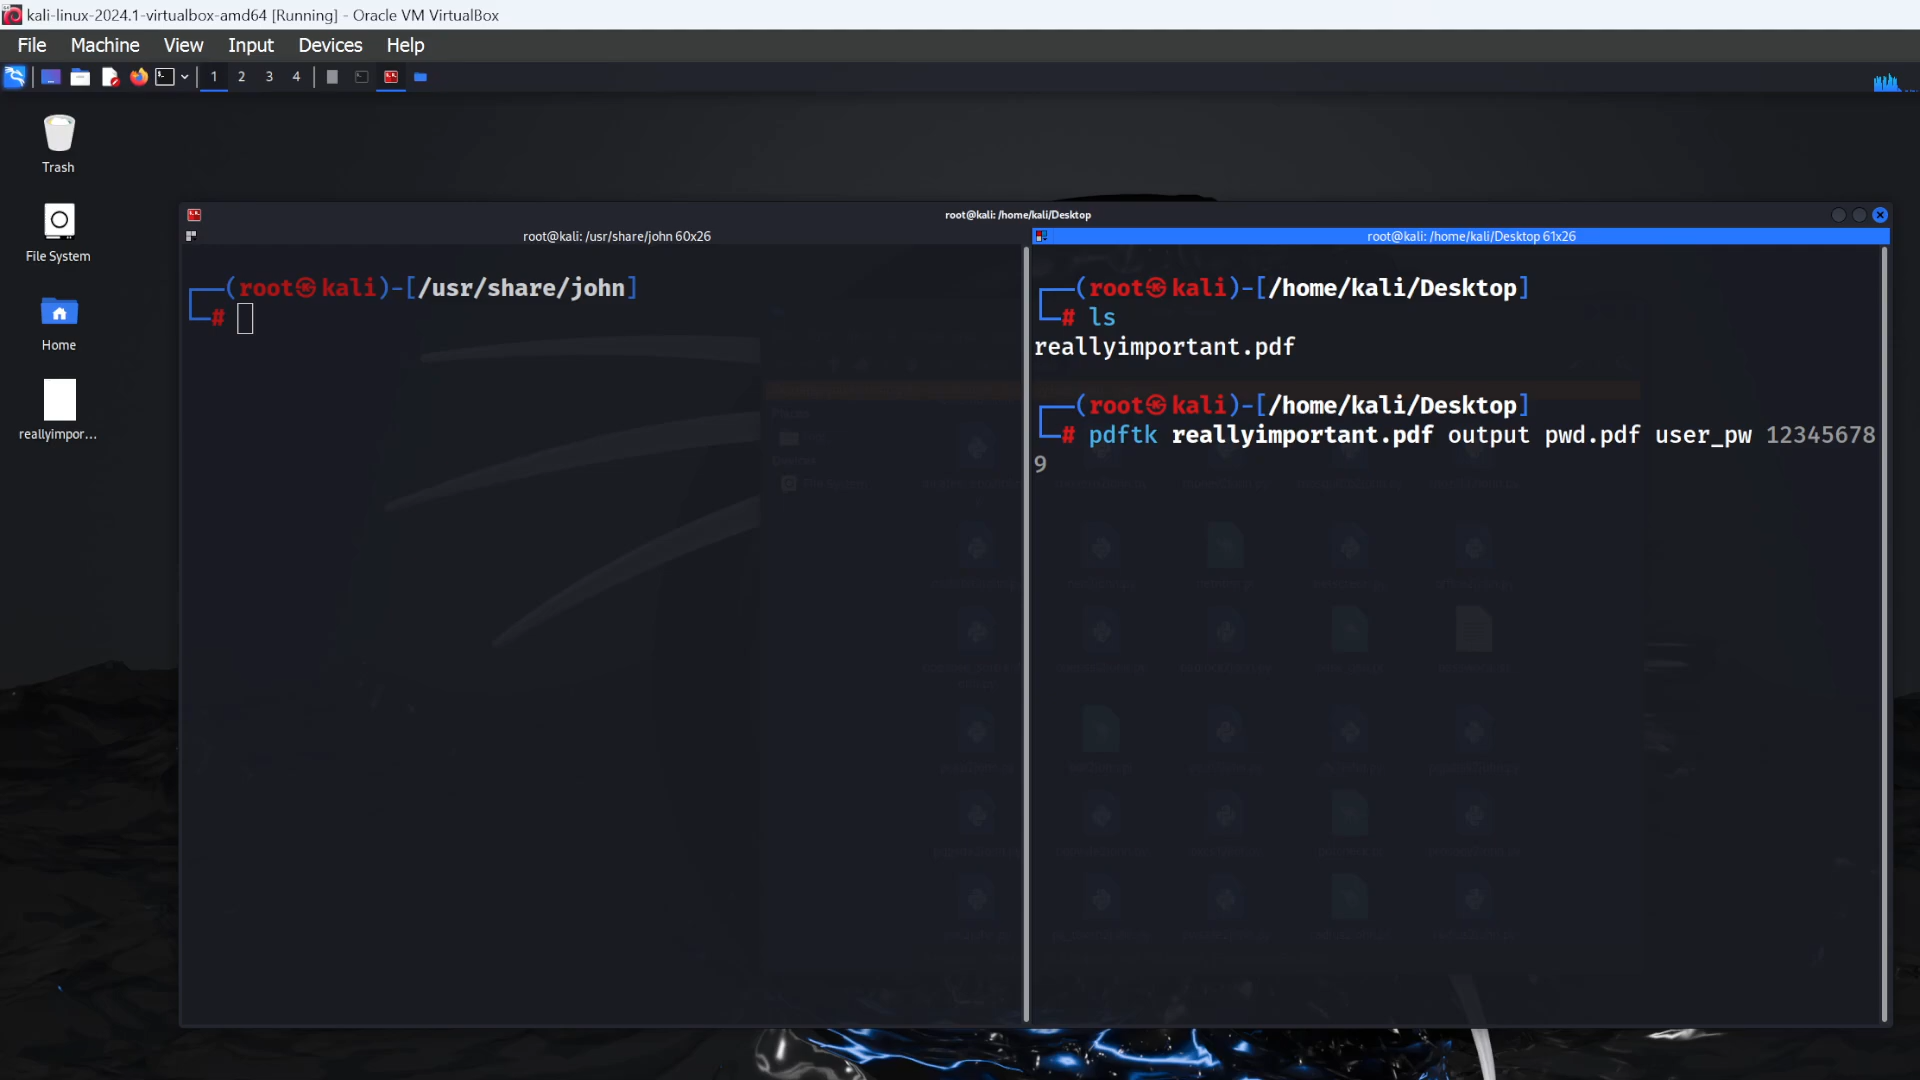 kali-linux-2024.1-virtualbox-amd64 [Running] - Oracle VM VirtualBox
File Machine View Input Devices Help
1 2 3 4
Trash
File System
Home
reallyimpor...
root@kali: /home/kali/Desktop
root@kali: /usr/share/john 60x26
root@kali: /home/kali/Desktop 61x26
(root㉿kali)-[/usr/share/john]
#
(root㉿kali)-[/home/kali/Desktop]
# ls
reallyimportant.pdf
(root㉿kali)-[/home/kali/Desktop]
# pdftk reallyimportant.pdf output pwd.pdf user_pw 12345678
9